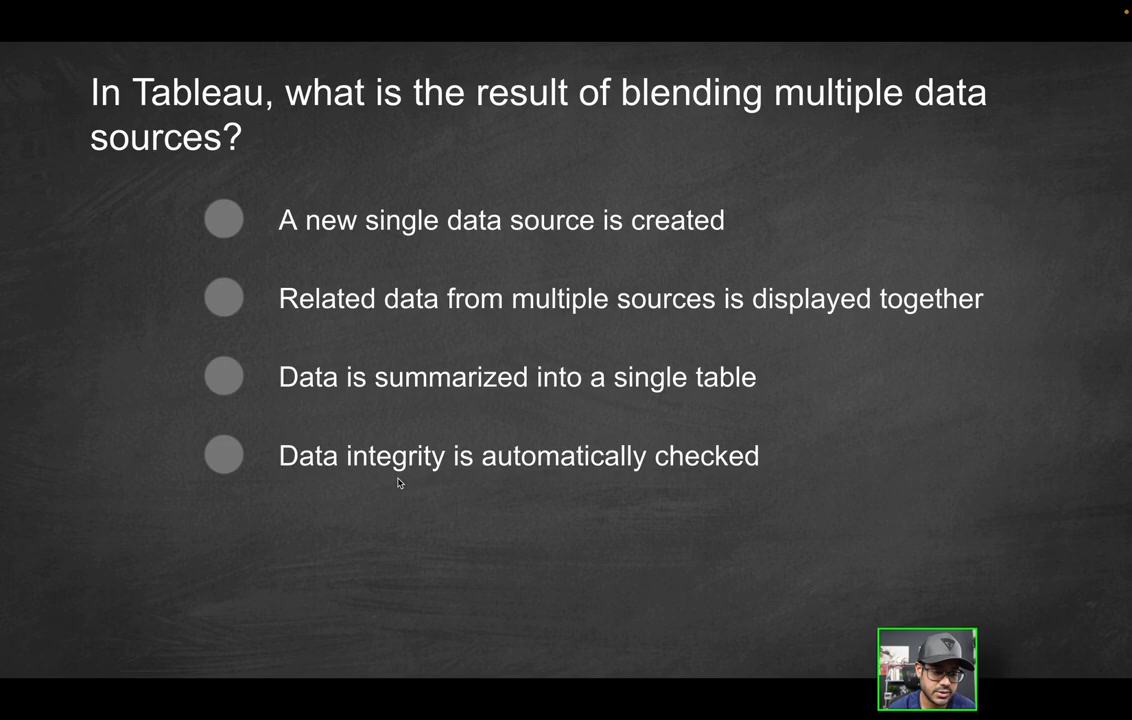 In Tableau, what is the result of blending multiple data
sources?
A new single data source is created
Related data from multiple sources is displayed together
Data is summarized into a single table
Data integrity is automatically checked